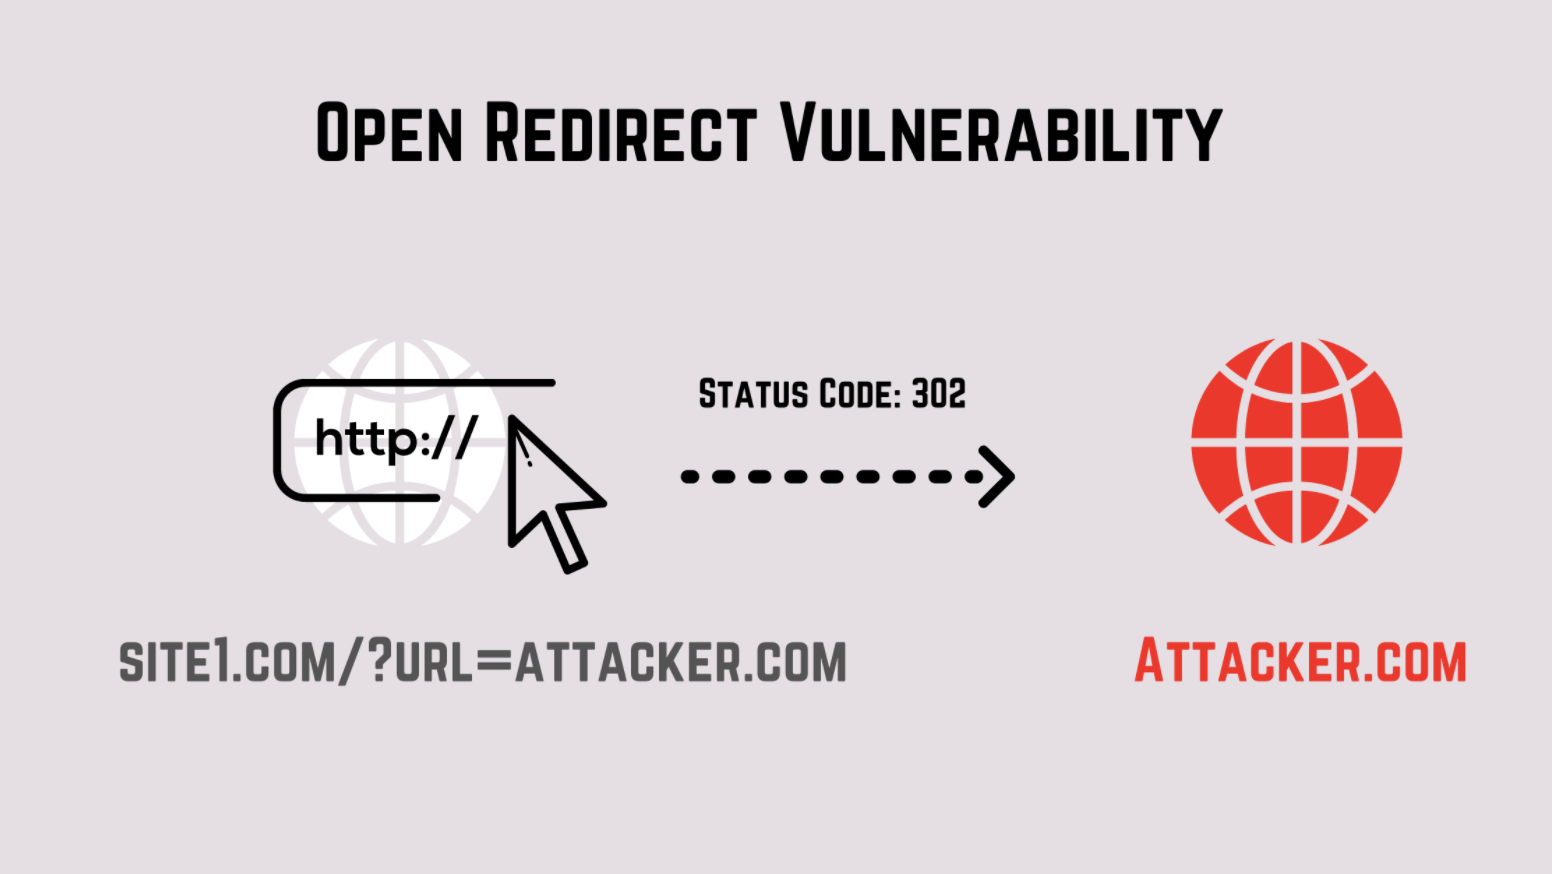 Open Redirect Vulnerability
http://
Status Code: 302
site1.com/?url=attacker.com
Attacker.com